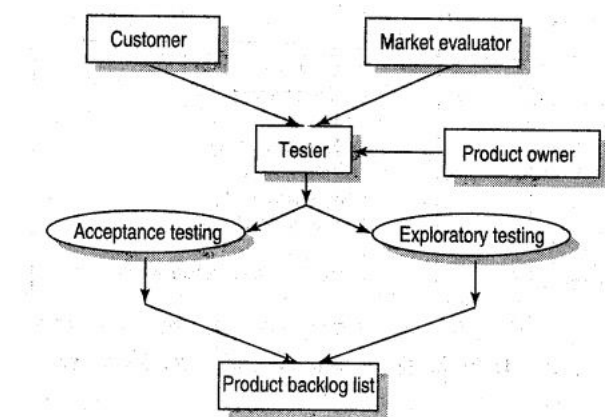 Customer
Market evaluator
Tester
Product owner
Acceptance testing
Exploratory testing
Product backlog list